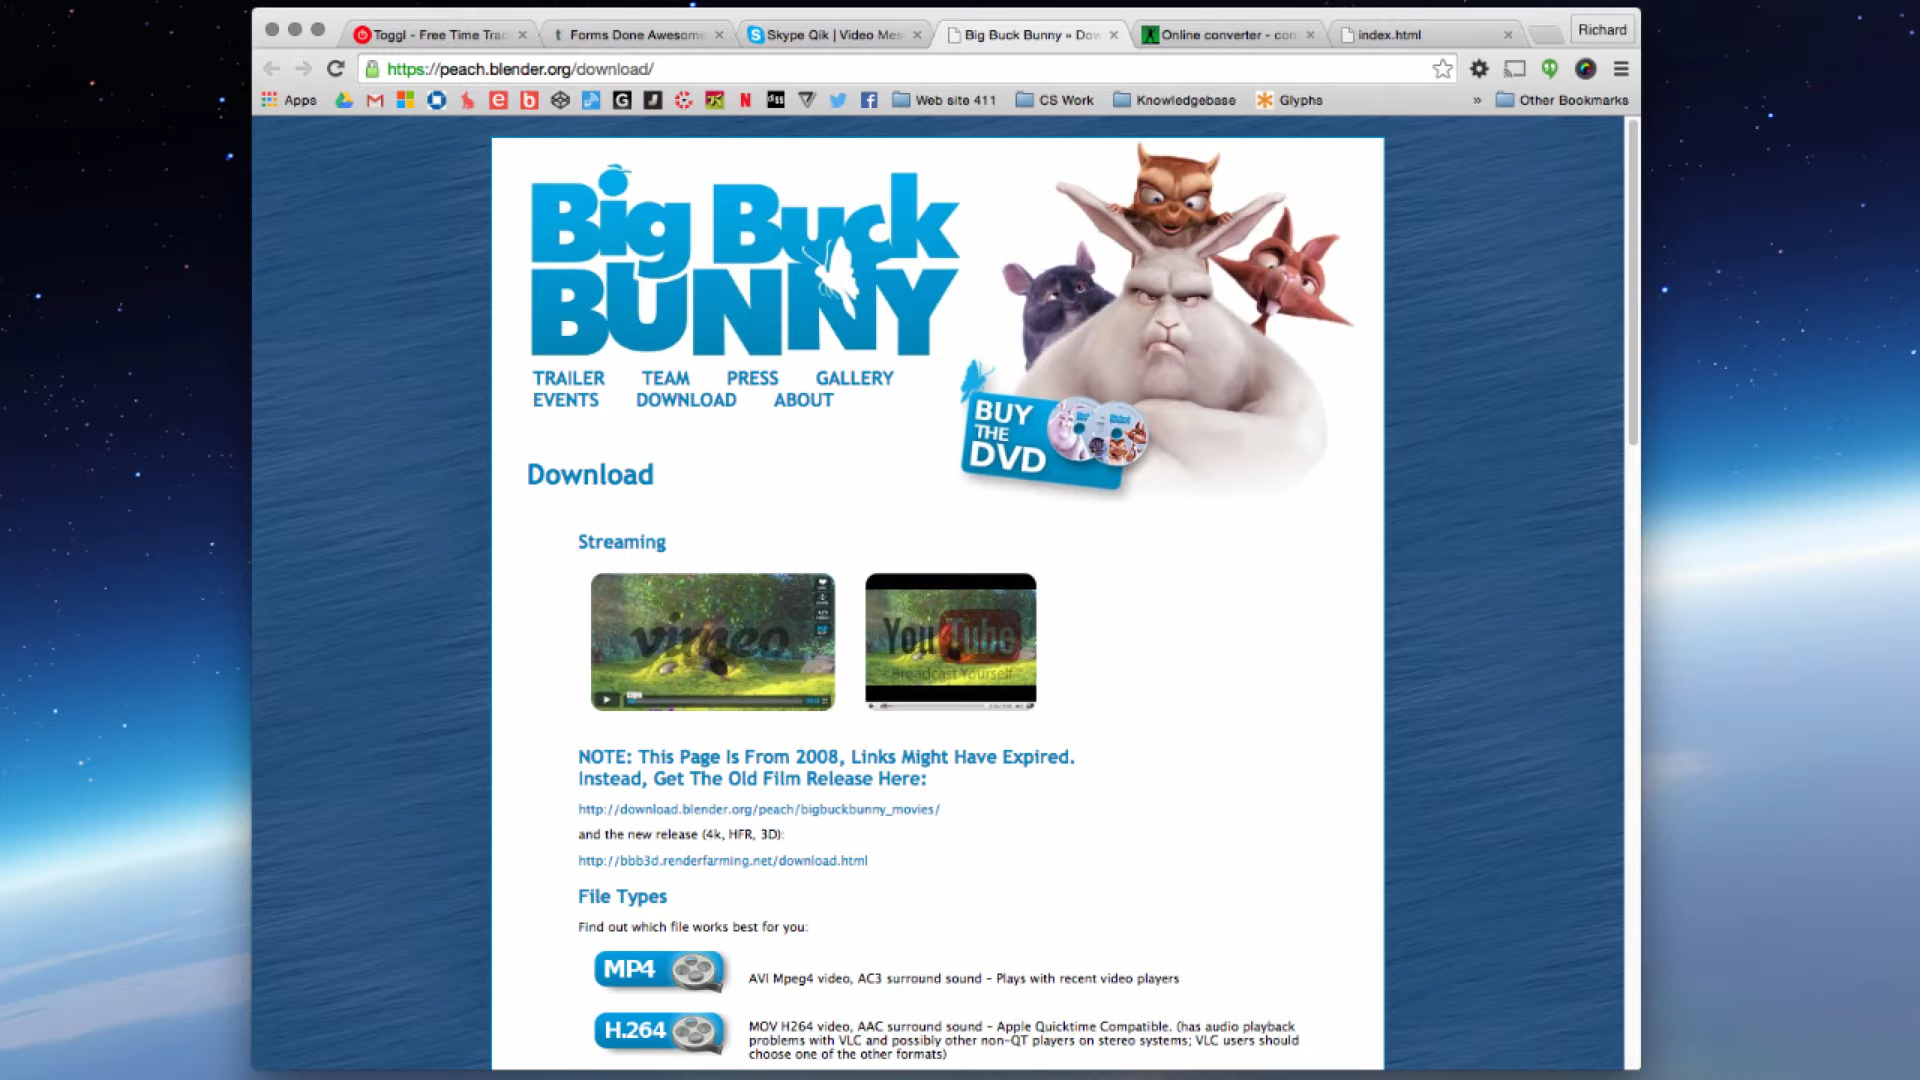 Toggl - Free Time Trac
Forms Done Awesome
Skype Qik | Video Mes
Big Buck Bunny » Dow
Online converter - con
index.html
Richard
https://peach.blender.org/download/
Apps
Web site 411
CS Work
Knowledgebase
Glyphs
»
Other Bookmarks
Big Buck
BUNNY
TRAILER TEAM PRESS GALLERY
EVENTS DOWNLOAD ABOUT
BUY
THE
DVD
Download
Streaming
vimeo
YouTube
Broadcast Yourself
NOTE: This Page Is From 2008, Links Might Have Expired.
Instead, Get The Old Film Release Here:
http://download.blender.org/peach/bigbuckbunny_movies/
and the new release (4k, HFR, 3D):
http://bbb3d.renderfarming.net/download.html
File Types
Find out which file works best for you:
MP4
AVI Mpeg4 video, AC3 surround sound – Plays with recent video players
H.264
MOV H264 video, AAC surround sound – Apple Quicktime Compatible. (has audio playback
problems with VLC and possibly other non-QT players on stereo systems; VLC users should
choose one of the other formats)